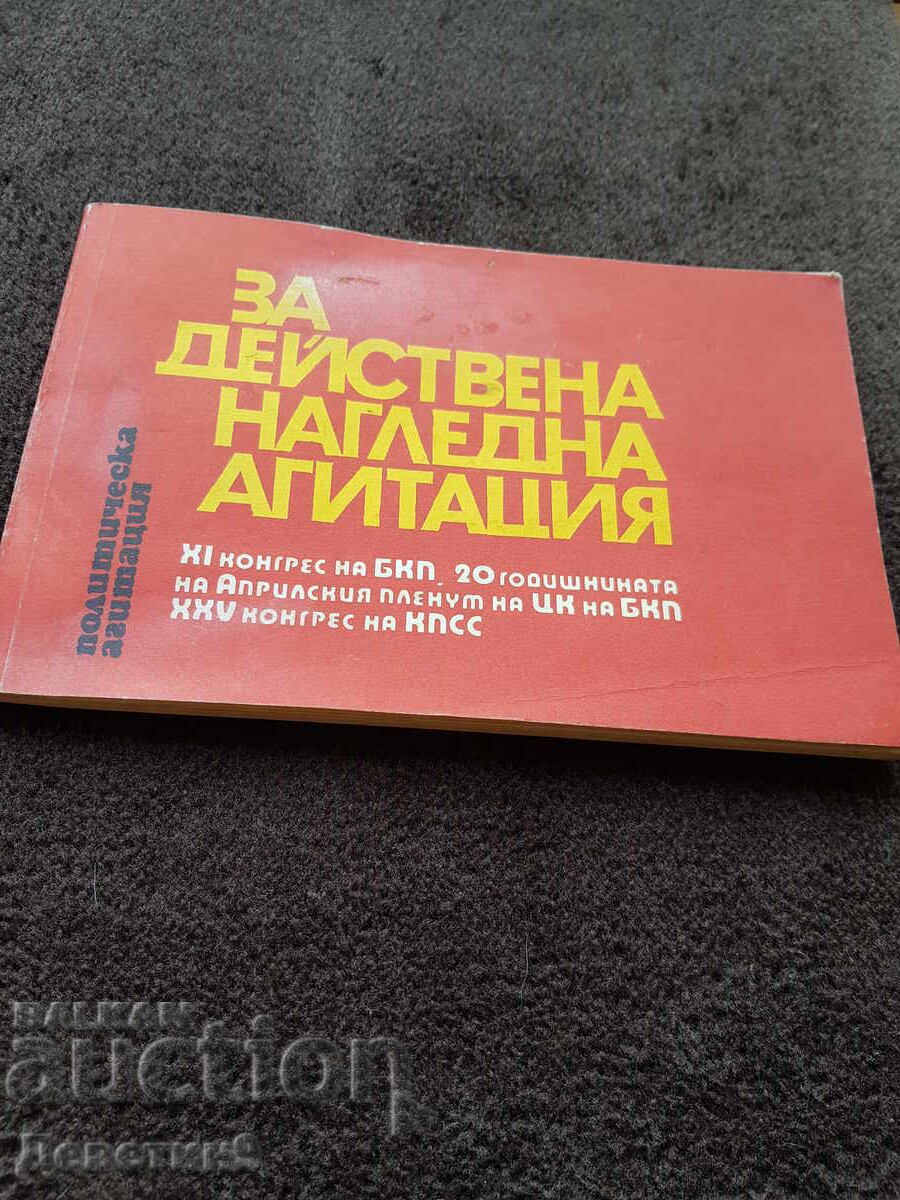 ЗА
ДЕЙСТВЕНА
НАГЛЕДНА
АГИТАЦИЯ
XI КОНГРЕС НА БКП. 20 ГОДИШНИНАТА
НА АПРИЛСКИЯ ПЛЕНУМ НА ЦК НА БКП
XXV КОНГРЕС НА КПСС
политическа
агитация
BALKAN
auction
Деветкиã